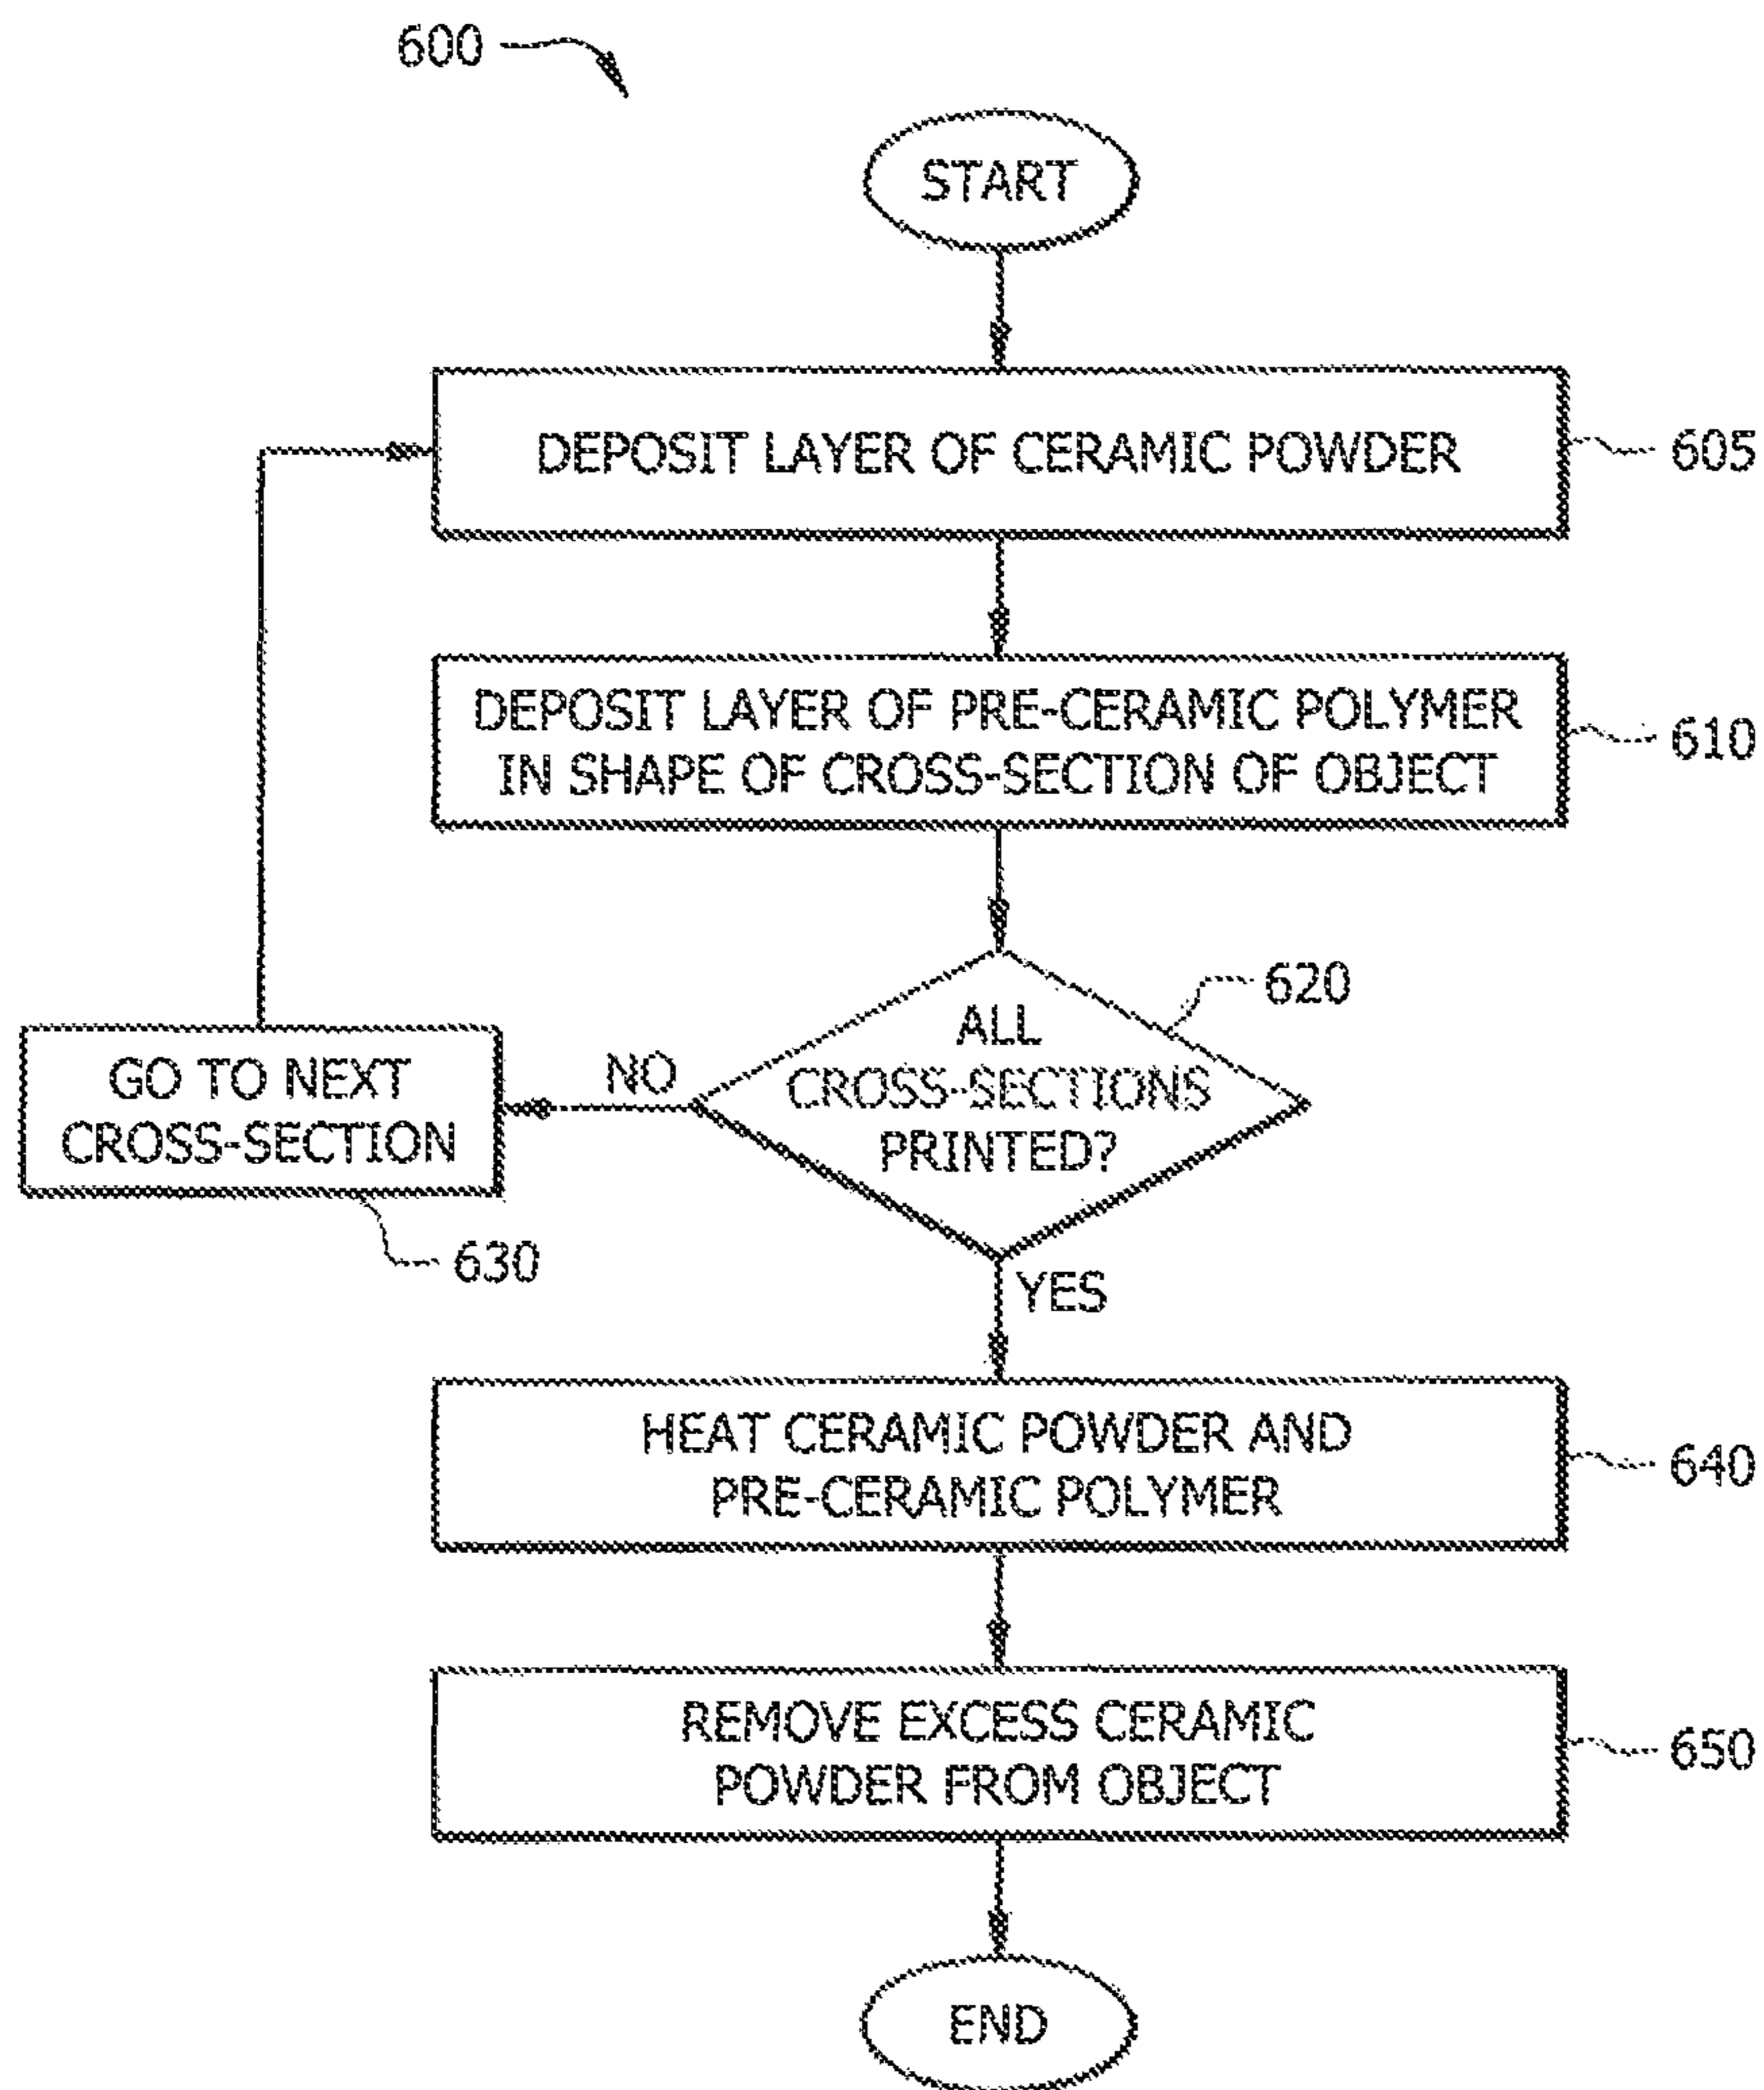 600
START
DEPOSIT LAYER OF CERAMIC POWDER
605
DEPOSIT LAYER OF PRE-CERAMIC POLYMER
IN SHAPE OF CROSS-SECTION OF OBJECT
610
620
ALL
CROSS-SECTIONS
PRINTED?
NO
GO TO NEXT
CROSS-SECTION
630
YES
HEAT CERAMIC POWDER AND
PRE-CERAMIC POLYMER
640
REMOVE EXCESS CERAMIC
POWDER FROM OBJECT
650
END